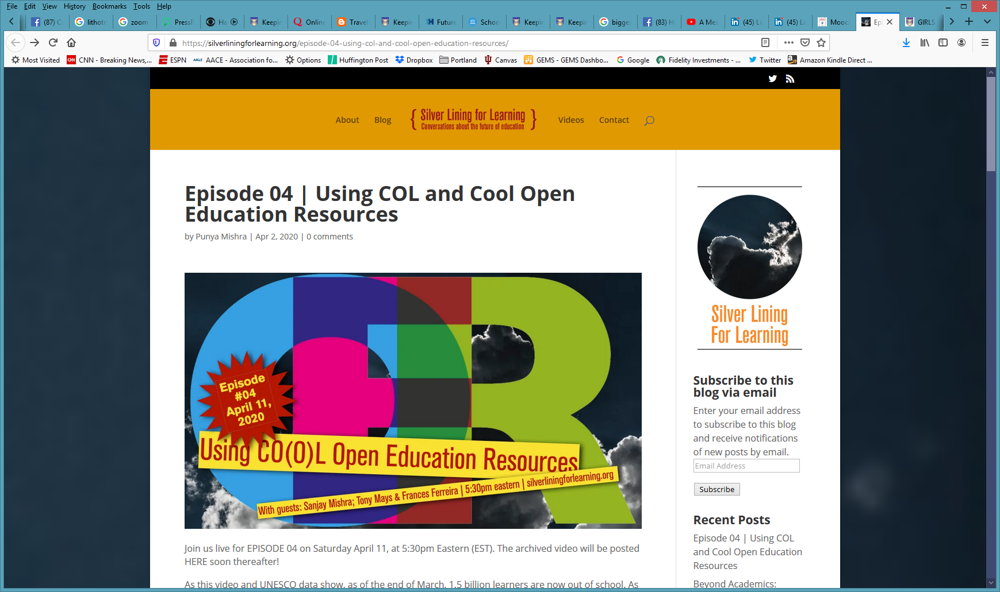 File Edit View History Bookmarks Tools Help
(87) C
lithotr
zoom
PressR
Ha
Keepin
Online
Travel
Keepin
Future
Schoo
Keepin
Keepin
bigges
(83) H
A Mes
(45) Li
(45) Li
Mooc
Epi
GIRLS
https://silverliningforlearning.org/episode-04-using-col-and-cool-open-education-resources/
Most Visited CNN - Breaking News,... ESPN AACE - Association fo... Options Huffington Post Dropbox Portland Canvas GEMS - GEMS Dashbo... Google Fidelity Investments - ... Twitter Amazon Kindle Direct ...
About Blog { Silver Lining for Learning } Videos Contact
Conversations about the future of education
Episode 04 | Using COL and Cool Open
Education Resources
by Punya Mishra | Apr 2, 2020 | 0 comments
OER
Episode
#04
April 11,
2020
Using CO(O)L Open Education Resources
With guests: Sanjay Mishra; Tony Mays & Frances Ferreira | 5:30pm eastern | silverliningforlearning.org
Join us live for EPISODE 04 on Saturday April 11, at 5:30pm Eastern (EST). The archived video will be posted
HERE soon thereafter!
As this video and UNESCO data show, as of the end of March, 1.5 billion learners are now out of school. As
Silver Lining
For Learning
Subscribe to this
blog via email
Enter your email address
to subscribe to this blog
and receive notifications
of new posts by email.
Email Address
Subscribe
Recent Posts
Episode 04 | Using COL
and Cool Open Education
Resources
Beyond Academics: